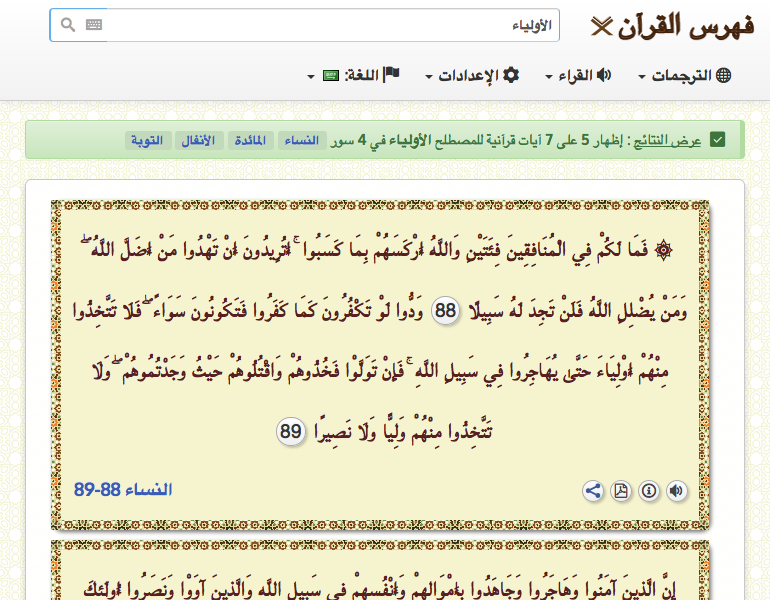 فهرس القرآن
الأولياء
الترجمات القراء الإعدادات اللغة:
عرض النتائج : إظهار 5 على 7 آيات قرآنية للمصطلح الأولياء في 4 سور النساء المائدة الأنفال التوبة
۞ فَمَا لَكُمْ فِي الْمُنَافِقِينَ فِئَتَيْنِ وَاللَّهُ أَرْكَسَهُمْ بِمَا كَسَبُوا ۚ أَتُرِيدُونَ أَنْ تَهْدُوا مَنْ أَضَلَّ اللَّهُ ۖ
وَمَنْ يُضْلِلِ اللَّهُ فَلَنْ تَجِدَ لَهُ سَبِيلًا 88 وَدُّوا لَوْ تَكْفُرُونَ كَمَا كَفَرُوا فَتَكُونُونَ سَوَاءً ۖ فَلَا تَتَّخِذُوا
مِنْهُمْ أَوْلِيَاءَ حَتَّىٰ يُهَاجِرُوا فِي سَبِيلِ اللَّهِ ۚ فَإِنْ تَوَلَّوْا فَخُذُوهُمْ وَاقْتُلُوهُمْ حَيْثُ وَجَدْتُمُوهُمْ ۖ وَلَا
تَتَّخِذُوا مِنْهُمْ وَلِيًّا وَلَا نَصِيرًا 89
النساء 88-89
إِنَّ الَّذِينَ آمَنُوا وَهَاجَرُوا وَجَاهَدُوا بِأَمْوَالِهِمْ وَأَنْفُسِهِمْ فِي سَبِيلِ اللَّهِ وَالَّذِينَ آوَوْا وَنَصَرُوا أُولَٰئِكَ